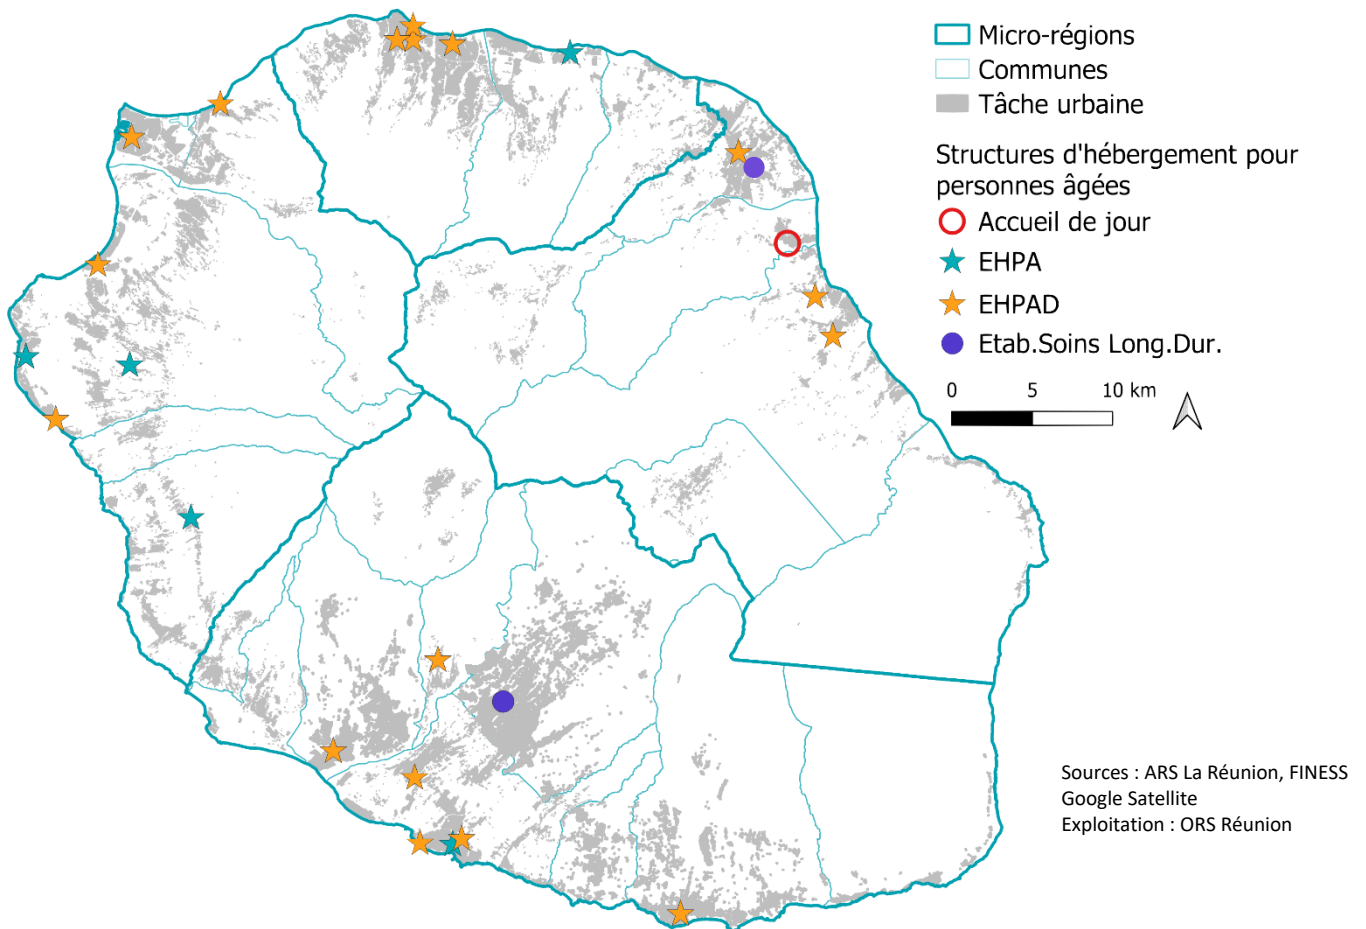 Micro-régions
Communes
Tâche urbaine
Structures d'hébergement pour
personnes âgées
Accueil de jour
EHPA
EHPAD
Etab.Soins Long.Dur.
0 5 10 km
Sources : ARS La Réunion, FINESS
Google Satellite
Exploitation : ORS Réunion